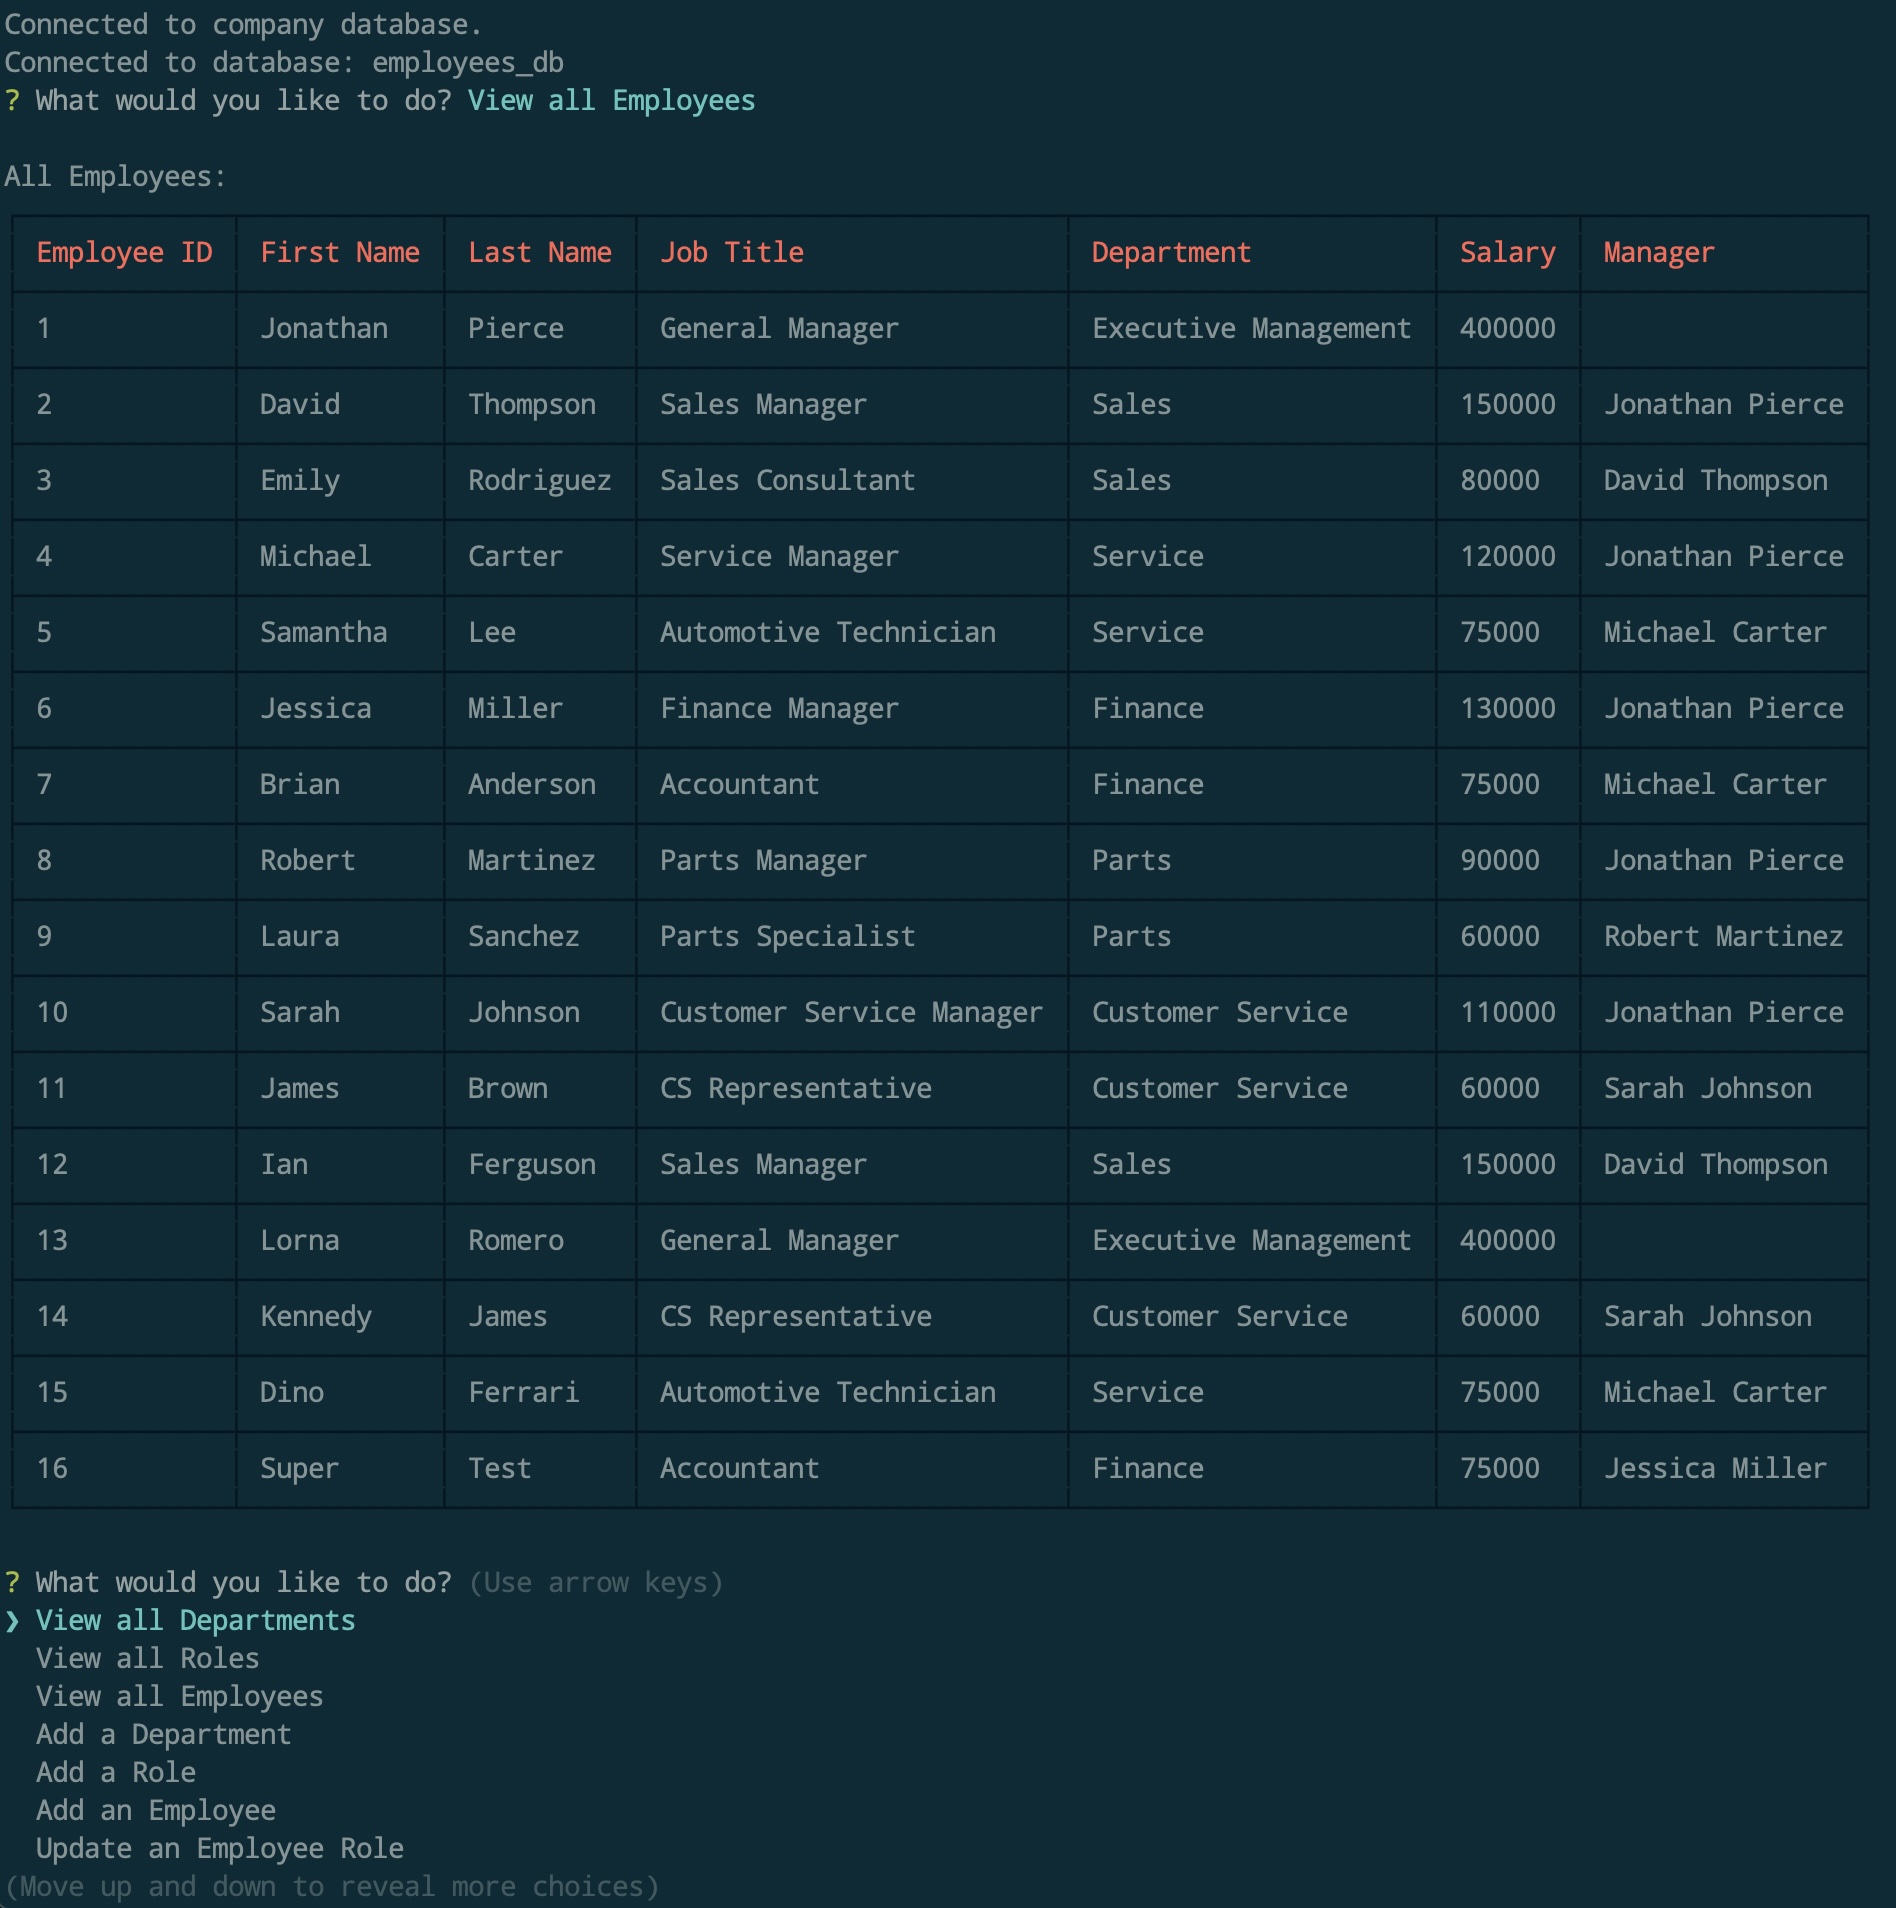 Connected to company database.
Connected to database: employees_db
? What would you like to do? View all Employees
All Employees:
Employee ID First Name Last Name Job Title Department Salary Manager
1 Jonathan Pierce General Manager Executive Management 400000
2 David Thompson Sales Manager Sales 150000 Jonathan Pierce
3 Emily Rodriguez Sales Consultant Sales 80000 David Thompson
4 Michael Carter Service Manager Service 120000 Jonathan Pierce
5 Samantha Lee Automotive Technician Service 75000 Michael Carter
6 Jessica Miller Finance Manager Finance 130000 Jonathan Pierce
7 Brian Anderson Accountant Finance 75000 Michael Carter
8 Robert Martinez Parts Manager Parts 90000 Jonathan Pierce
9 Laura Sanchez Parts Specialist Parts 60000 Robert Martinez
10 Sarah Johnson Customer Service Manager Customer Service 110000 Jonathan Pierce
11 James Brown CS Representative Customer Service 60000 Sarah Johnson
12 Ian Ferguson Sales Manager Sales 150000 David Thompson
13 Lorna Romero General Manager Executive Management 400000
14 Kennedy James CS Representative Customer Service 60000 Sarah Johnson
15 Dino Ferrari Automotive Technician Service 75000 Michael Carter
16 Super Test Accountant Finance 75000 Jessica Miller
? What would you like to do? (Use arrow keys)
❯ View all Departments
View all Roles
View all Employees
Add a Department
Add a Role
Add an Employee
Update an Employee Role
(Move up and down to reveal more choices)